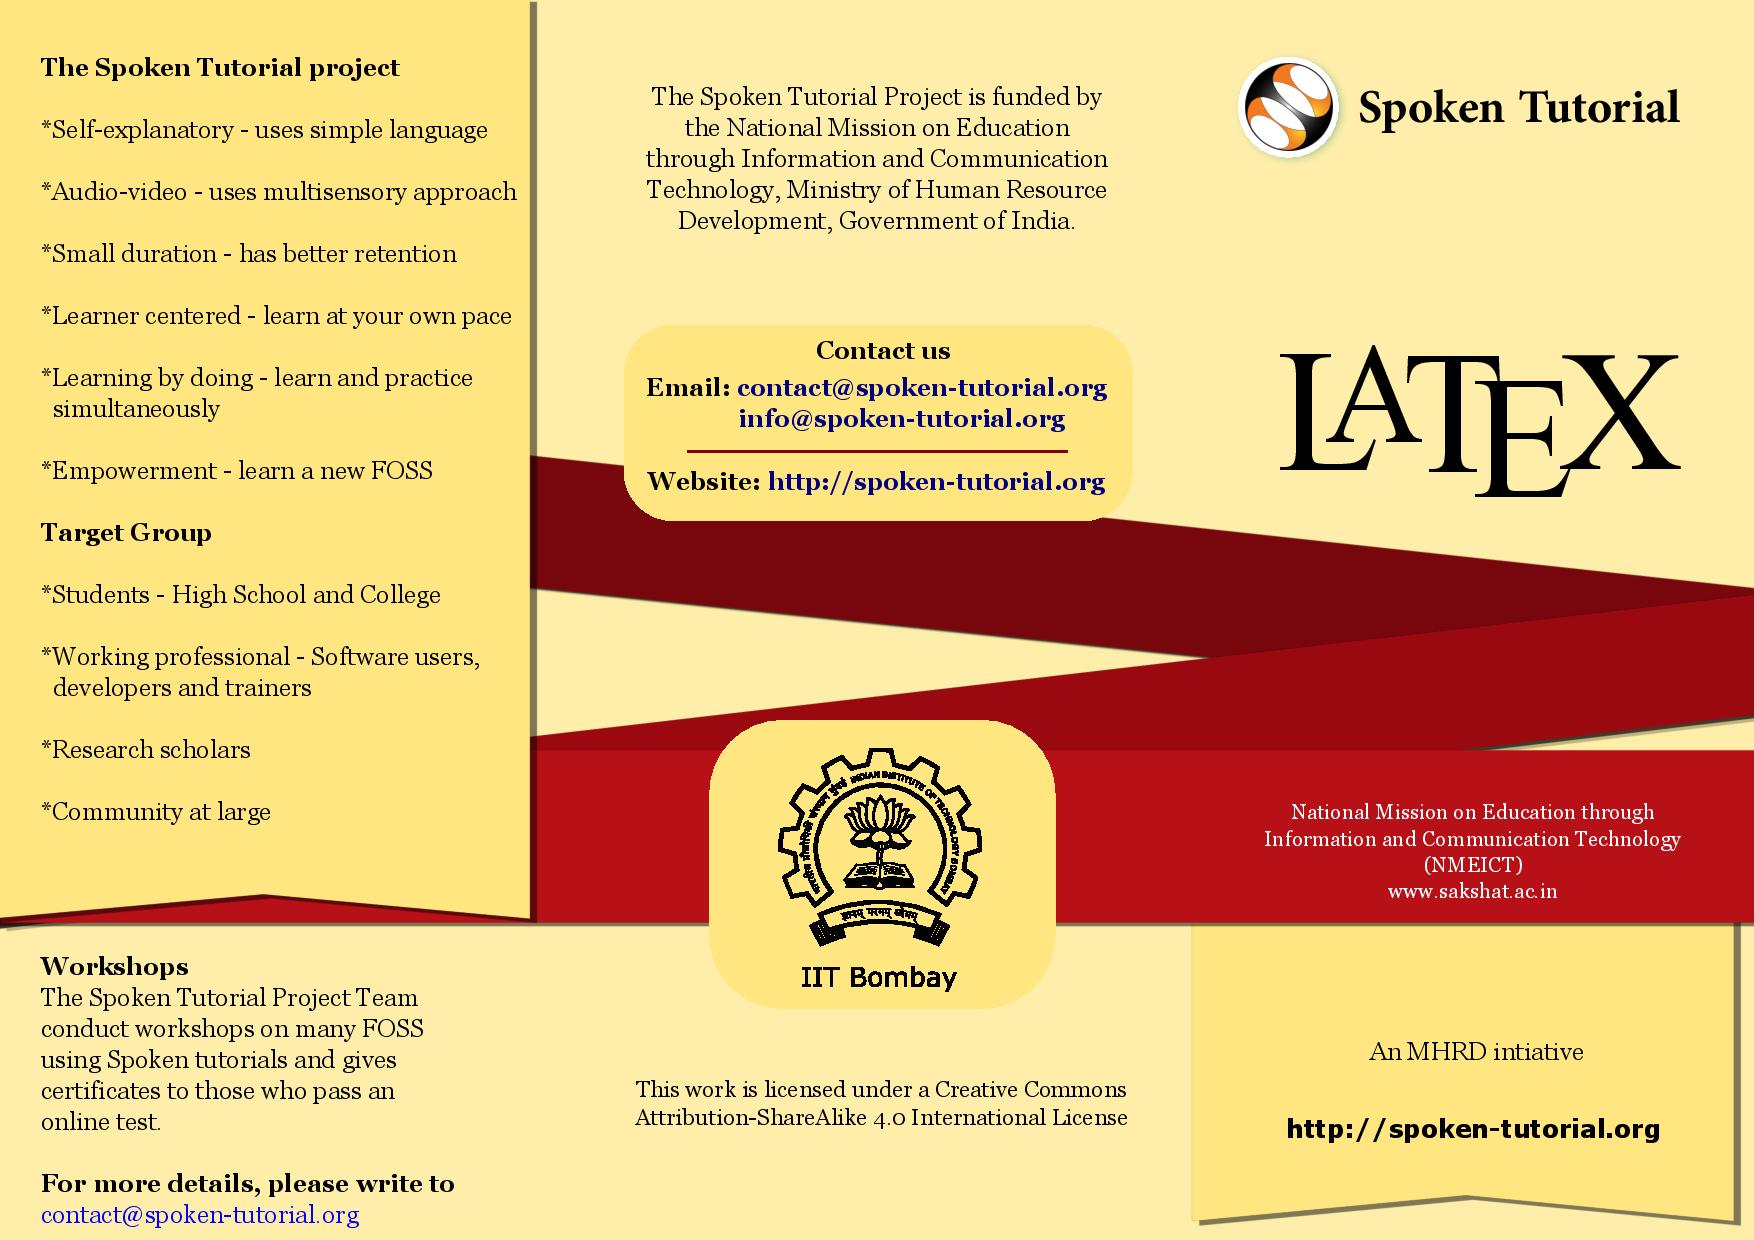 The Spoken Tutorial project
*Self-explanatory - uses simple language
*Audio-video - uses multisensory approach
*Small duration - has better retention
*Learner centered - learn at your own pace
*Learning by doing - learn and practice
simultaneously
*Empowerment - learn a new FOSS
Target Group
*Students - High School and College
*Working professional - Software users,
developers and trainers
*Research scholars
*Community at large
Workshops
The Spoken Tutorial Project Team
conduct workshops on many FOSS
using Spoken tutorials and gives
certificates to those who pass an
online test.
For more details, please write to
contact@spoken-tutorial.org
The Spoken Tutorial Project is funded by
the National Mission on Education
through Information and Communication
Technology, Ministry of Human Resource
Development, Government of India.
Contact us
Email: contact@spoken-tutorial.org
info@spoken-tutorial.org
Website: http://spoken-tutorial.org
INDIAN INSTITUTE OF TECHNOLOGY BOMBAY
ज्ञानम् परमम् ध्येयम्
IIT Bombay
This work is licensed under a Creative Commons
Attribution-ShareAlike 4.0 International License
Spoken Tutorial
LATEX
National Mission on Education through
Information and Communication Technology
(NMEICT)
www.sakshat.ac.in
An MHRD intiative
http://spoken-tutorial.org